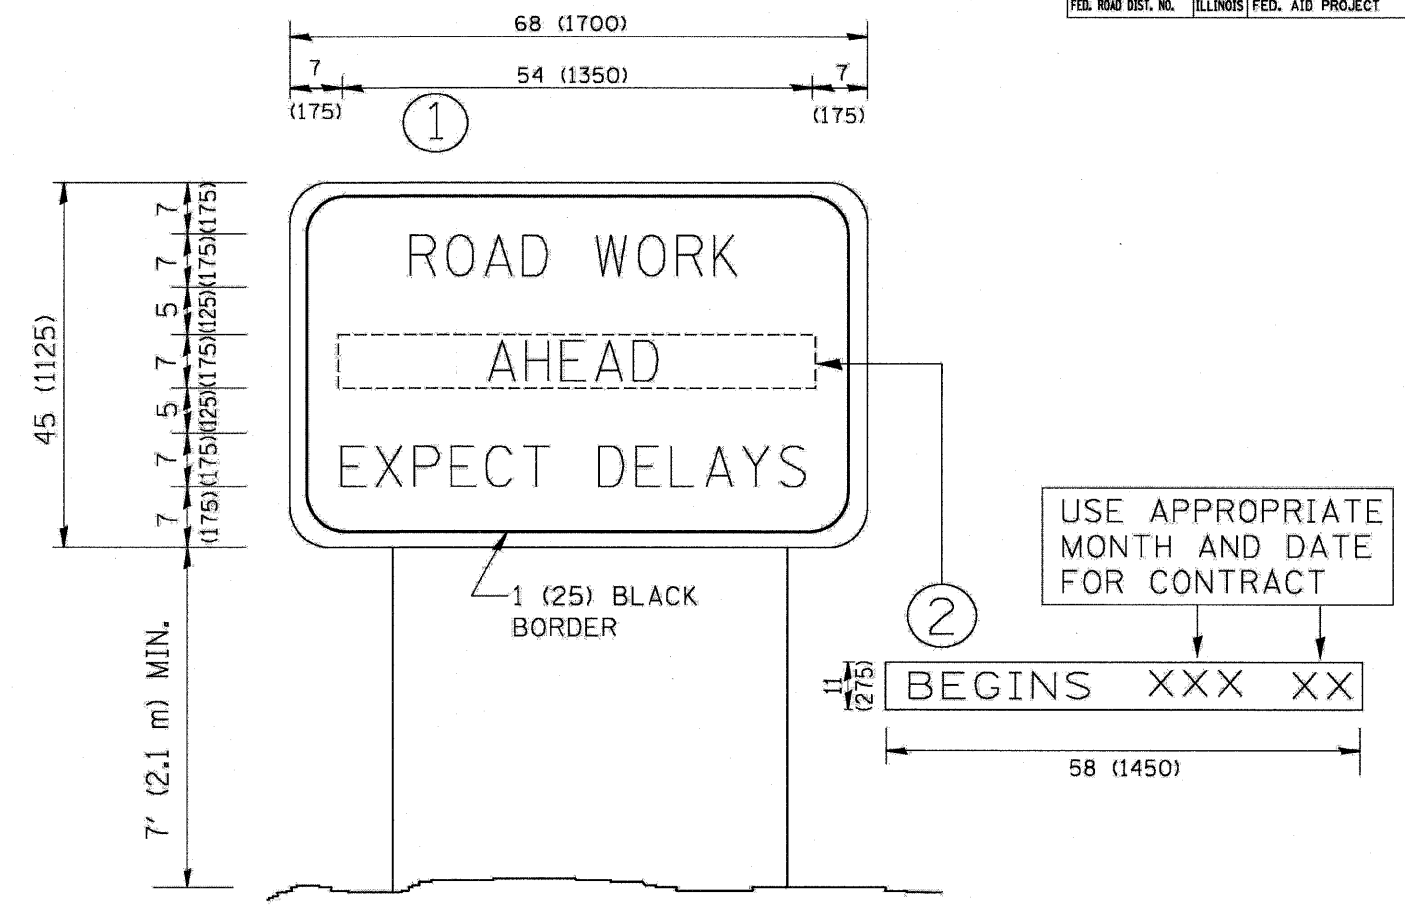 FED. ROAD DIST. NO. ILLINOIS FED. AID PROJECT
68 (1700)
7 54 (1350) 7
(175) (175)
1
45 (1125)
7 (175)
7 (175)
5 (125)
7 (175)
5 (125)
7 (175)
7 (175)
ROAD WORK
AHEAD
EXPECT DELAYS
1 (25) BLACK
BORDER
7' (2.1 m) MIN.
USE APPROPRIATE
MONTH AND DATE
FOR CONTRACT
2
11
(275)
BEGINS XXX XX
58 (1450)